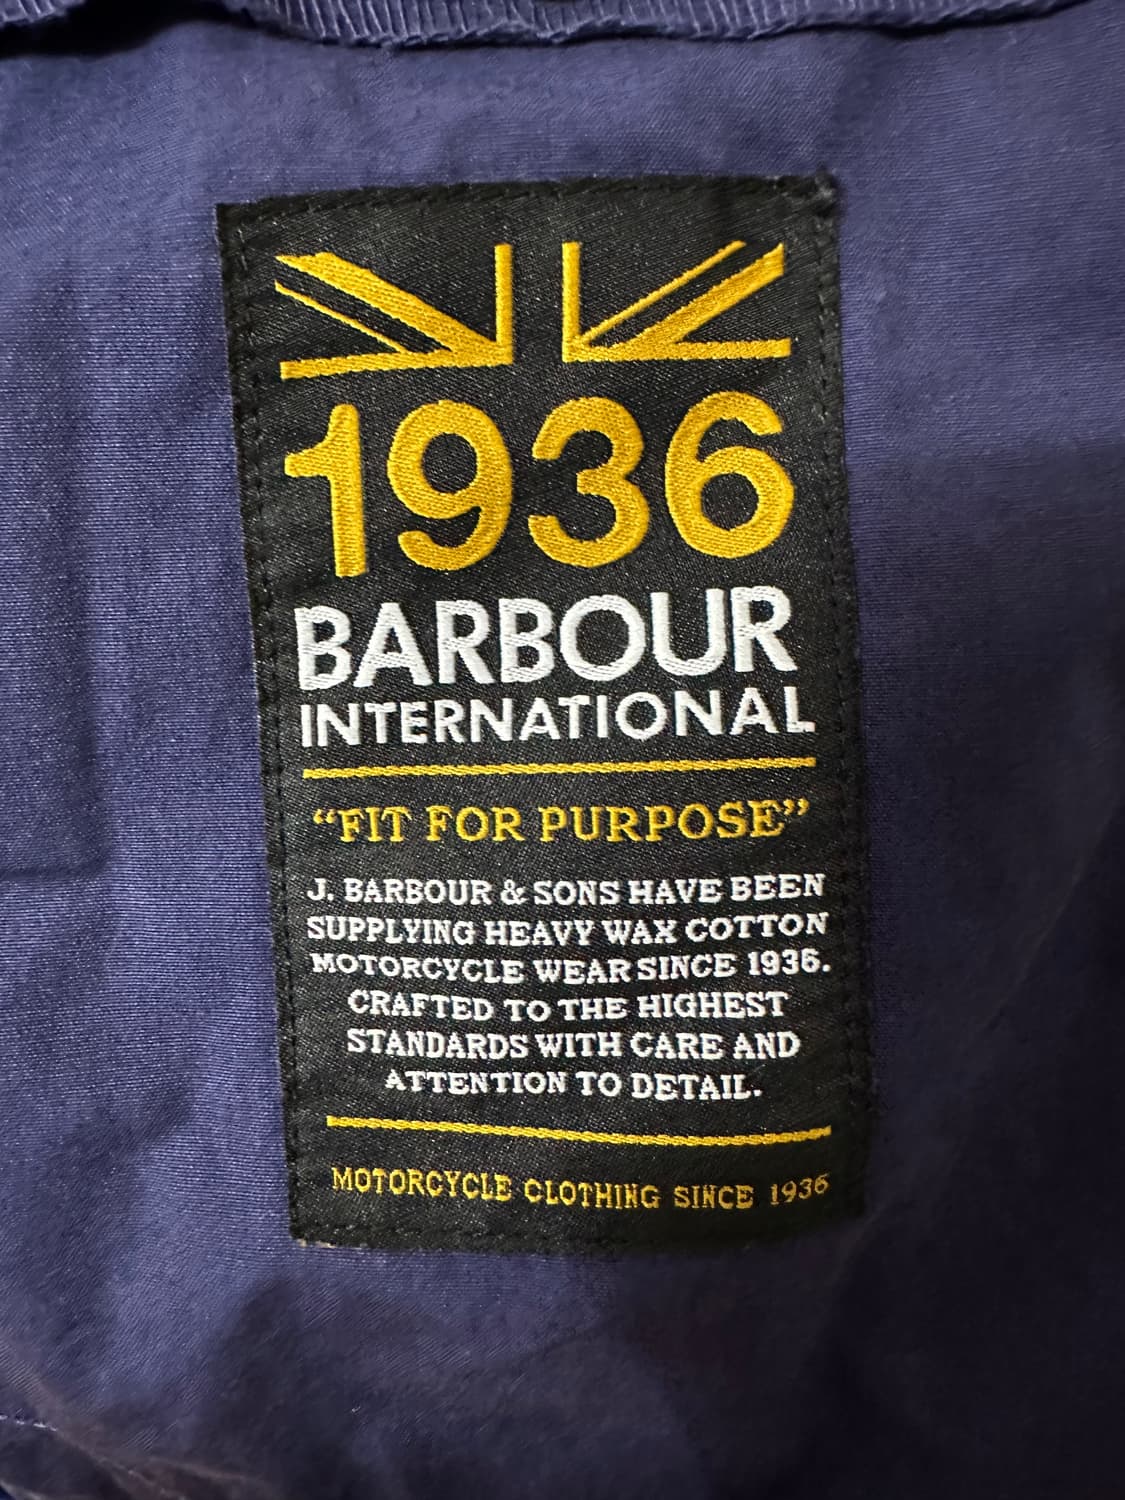 1936
BARBOUR
INTERNATIONAL
“FIT FOR PURPOSE”
J. BARBOUR & SONS HAVE BEEN
SUPPLYING HEAVY WAX COTTON
MOTORCYCLE WEAR SINCE 1936.
CRAFTED TO THE HIGHEST
STANDARDS WITH CARE AND
ATTENTION TO DETAIL.
MOTORCYCLE CLOTHING SINCE 1936